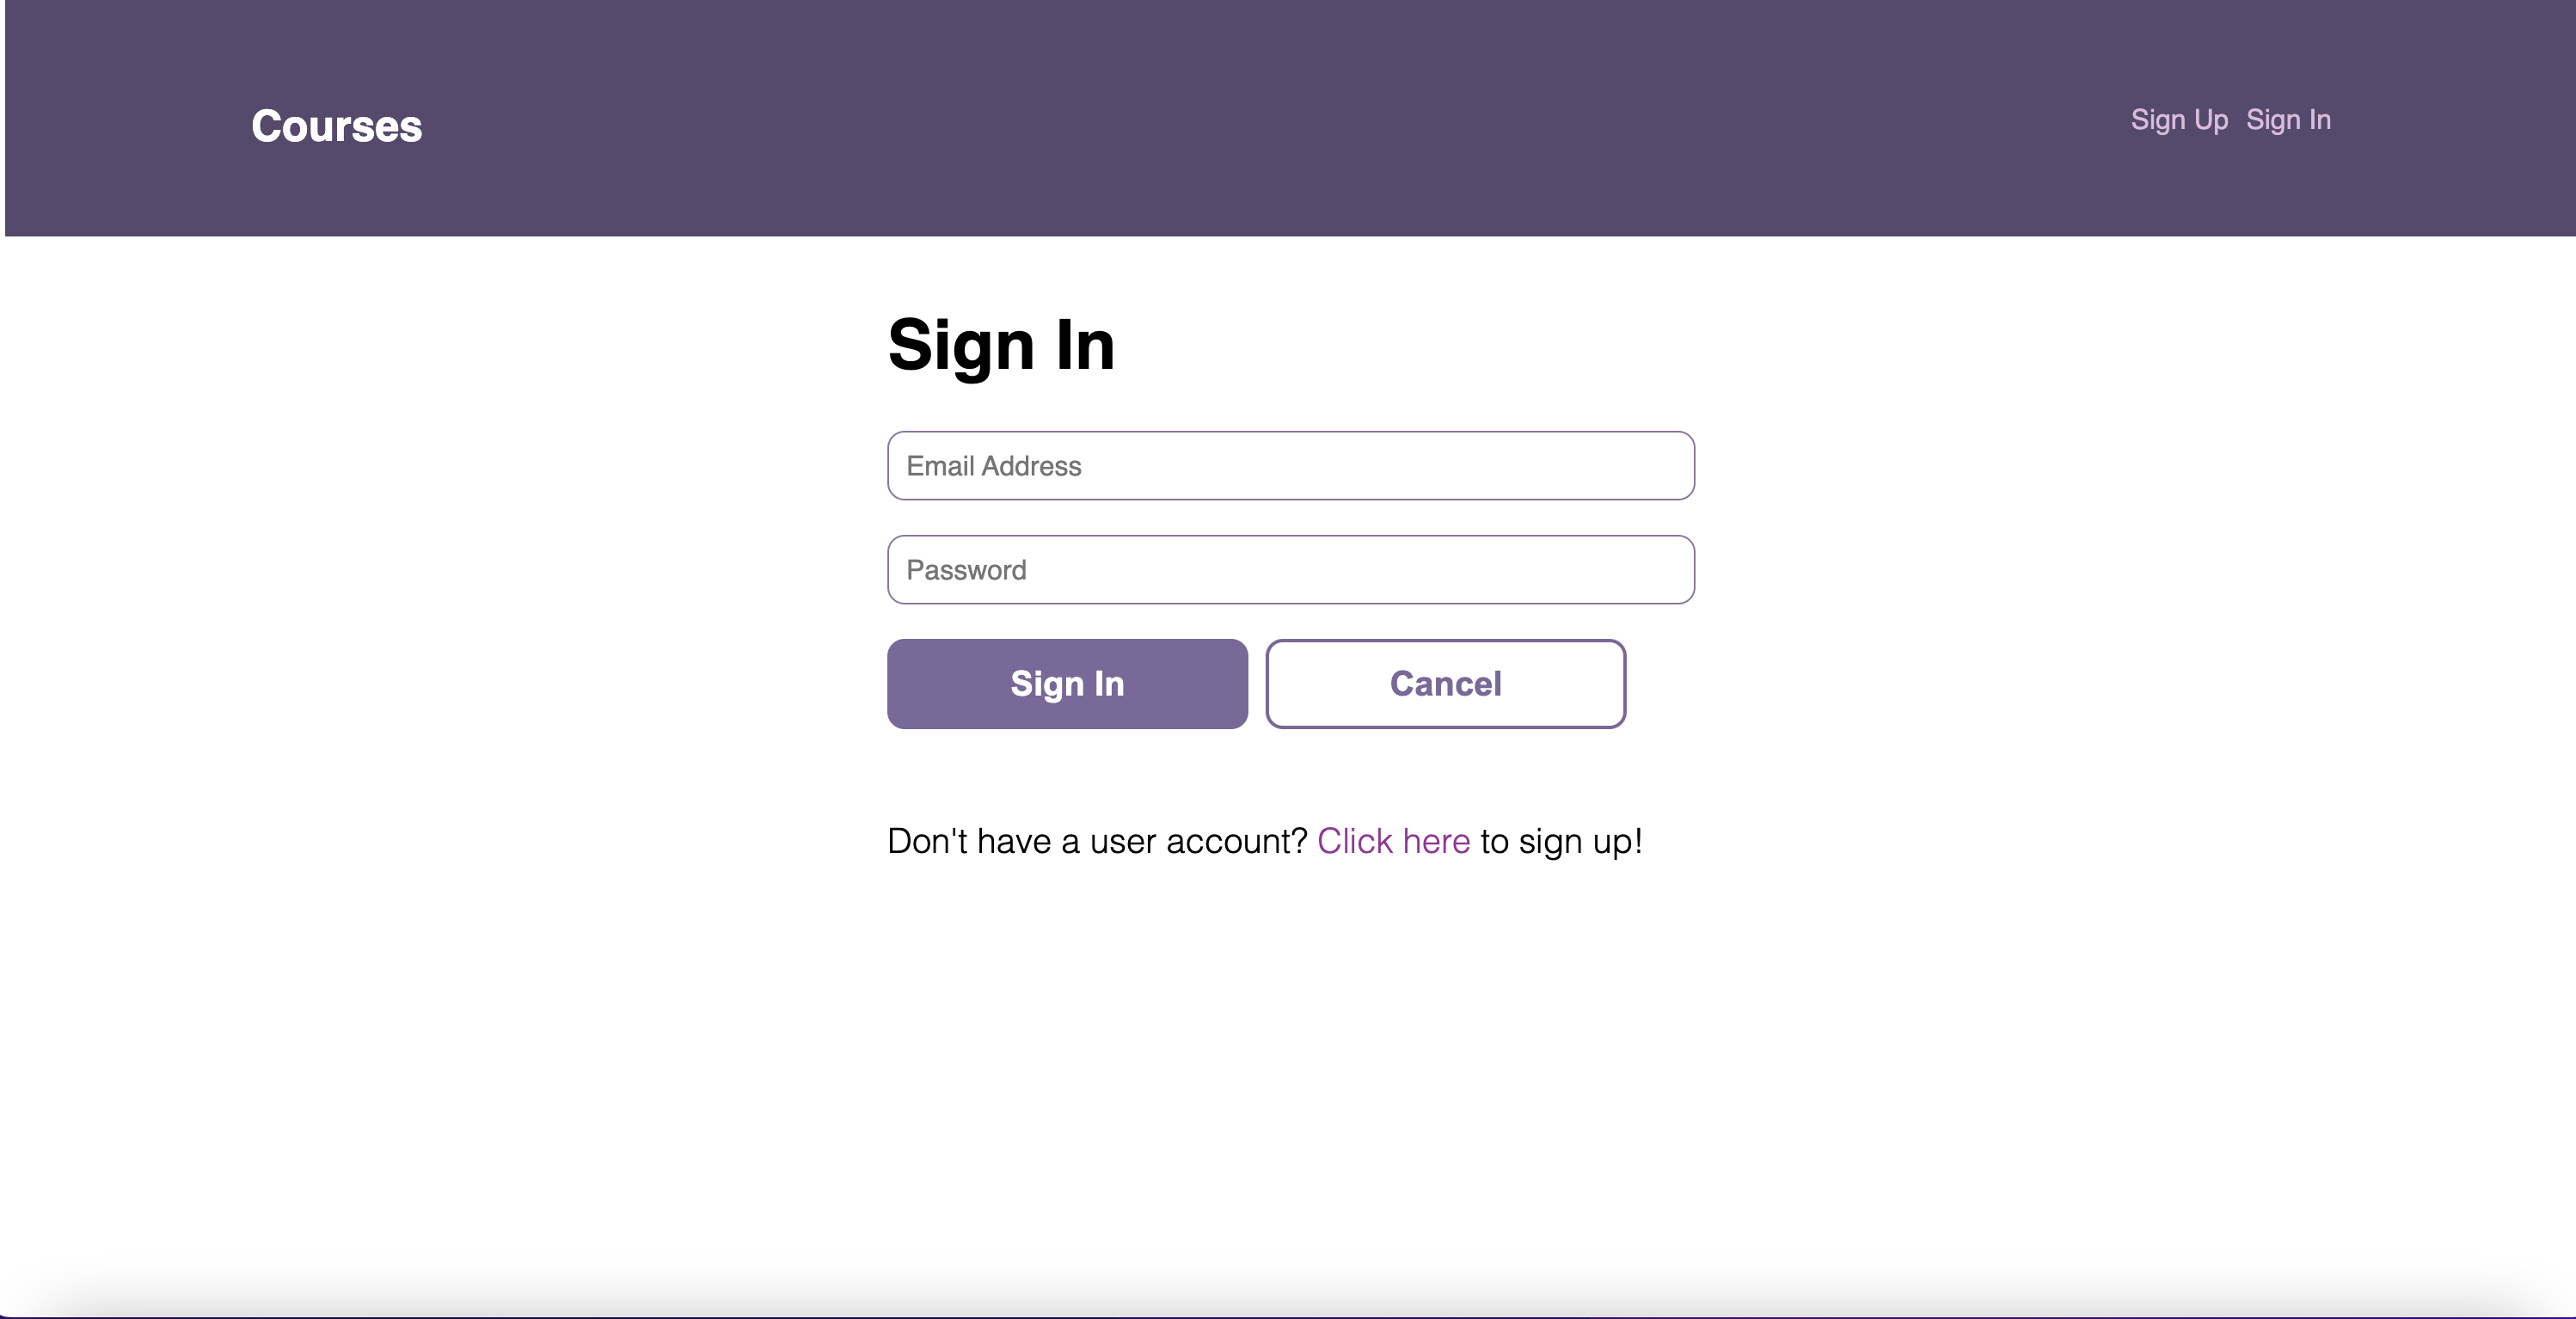 Courses
Sign Up Sign In
Sign In
Email Address
Password
Sign In Cancel
Don't have a user account? Click here to sign up!